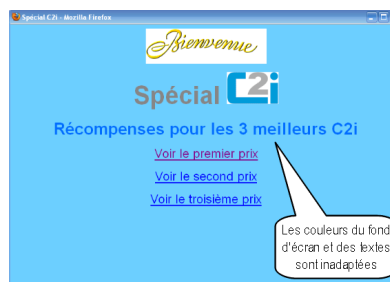 Spécial C2i - Mozilla Firefox
Bienvenue
Spécial C2i
Récompenses pour les 3 meilleurs C2i
Voir le premier prix
Voir le second prix
Voir le troisième prix
Les couleurs du fond
d'écran et des textes
sont inadaptées